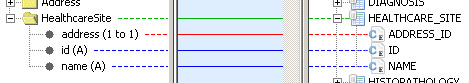 Address
DIAGNOSIS
HealthcareSite
HEALTHCARE_SITE
address (1 to 1)
ADDRESS_ID
id (A)
ID
name (A)
NAME
HISTOPATHOLOGY